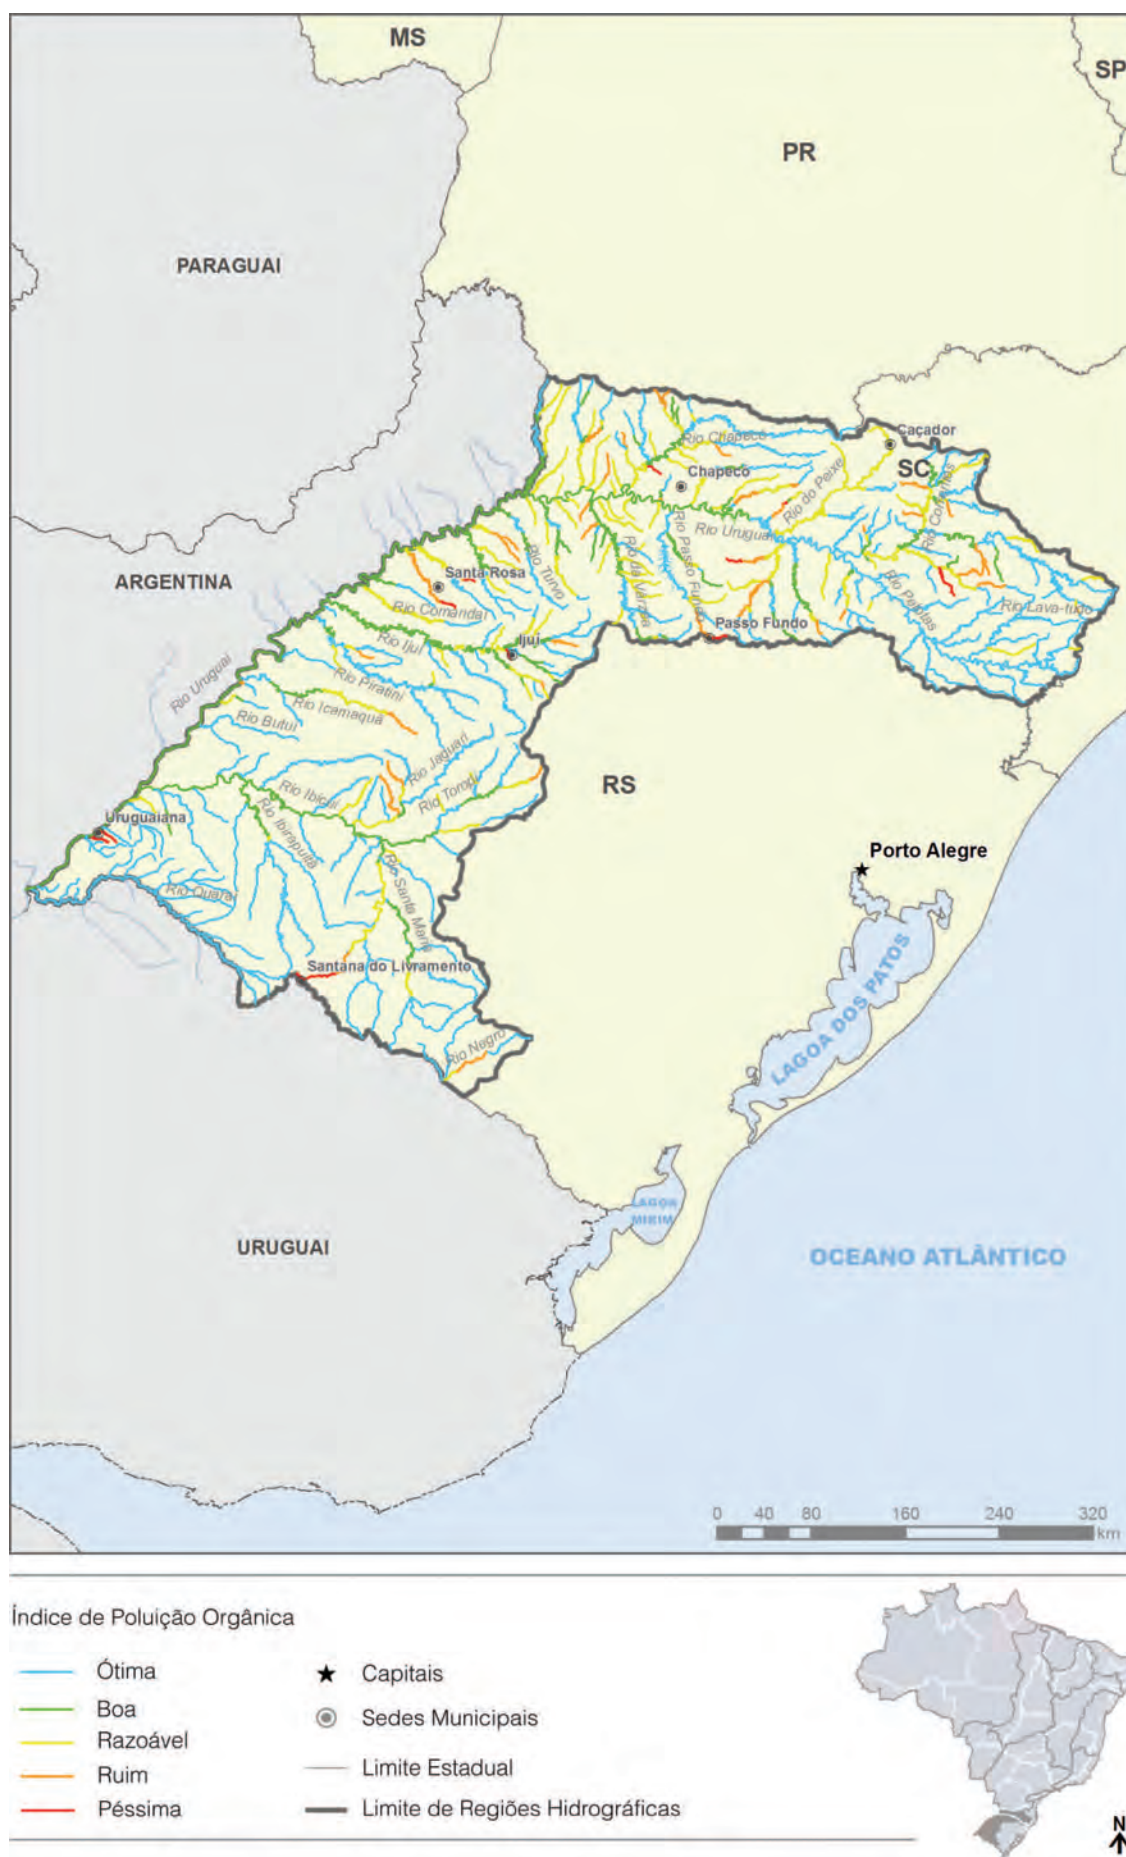 MS
SP
PR
PARAGUAI
Caçador
Rio Chapecó
SC
Chapecó
Rio do Peixe
Rio Canoas
Rio Uruguai
Rio Turvo
Rio Passo Fundo
Rio da Várzea
ARGENTINA
Santa Rosa
Rio Comandaí
Rio Pelotas
Rio Lava-tudo
Passo Fundo
Rio Ijuí
Ijuí
Rio Uruguai
Rio Piratini
Rio Icamaquã
Rio Butuí
Rio Jaguari
RS
Rio Ibicuí
Rio Toropi
Uruguaiana
Rio Ibirapuitã
Porto Alegre
Rio Quaraí
Rio Santa Maria
LAGOA DOS PATOS
Santana do Livramento
Rio Negro
LAGOA
MIRIM
URUGUAI
OCEANO ATLÂNTICO
0 40 80 160 240 320
km
Índice de Poluição Orgânica
Ótima
Boa
Razoável
Ruim
Péssima
Capitais
Sedes Municipais
Limite Estadual
Limite de Regiões Hidrográficas
N